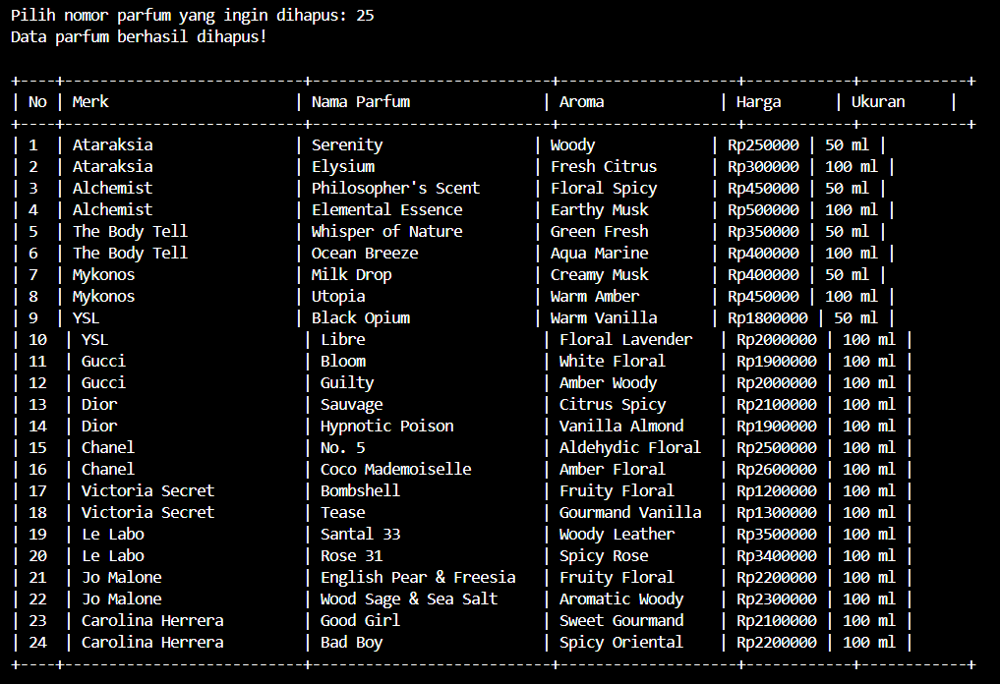 Pilih nomor parfum yang ingin dihapus: 25
Data parfum berhasil dihapus!
+----+---------------------------+---------------------------+--------------------+------------+------------+
| No | Merk                      | Nama Parfum               | Aroma             | Harga      | Ukuran     |
+----+---------------------------+---------------------------+--------------------+------------+------------+
| 1  | Ataraksia                | Serenity                 | Woody             | Rp250000 | 50 ml |
| 2  | Ataraksia                | Elysium                  | Fresh Citrus      | Rp300000 | 100 ml |
| 3  | Alchemist                | Philosopher's Scent      | Floral Spicy      | Rp450000 | 50 ml |
| 4  | Alchemist                | Elemental Essence        | Earthy Musk       | Rp500000 | 100 ml |
| 5  | The Body Tell            | Whisper of Nature        | Green Fresh       | Rp350000 | 50 ml |
| 6  | The Body Tell            | Ocean Breeze             | Aqua Marine       | Rp400000 | 100 ml |
| 7  | Mykonos                  | Milk Drop                | Creamy Musk       | Rp400000 | 50 ml |
| 8  | Mykonos                  | Utopia                   | Warm Amber        | Rp450000 | 100 ml |
| 9  | YSL                      | Black Opium              | Warm Vanilla      | Rp1800000 | 50 ml |
| 10  | YSL                      | Libre                    | Floral Lavender   | Rp2000000 | 100 ml |
| 11  | Gucci                    | Bloom                    | White Floral      | Rp1900000 | 100 ml |
| 12  | Gucci                    | Guilty                   | Amber Woody       | Rp2000000 | 100 ml |
| 13  | Dior                     | Sauvage                  | Citrus Spicy      | Rp2100000 | 100 ml |
| 14  | Dior                     | Hypnotic Poison          | Vanilla Almond    | Rp1900000 | 100 ml |
| 15  | Chanel                   | No. 5                    | Aldehydic Floral  | Rp2500000 | 100 ml |
| 16  | Chanel                   | Coco Mademoiselle        | Amber Floral      | Rp2600000 | 100 ml |
| 17  | Victoria Secret          | Bombshell                | Fruity Floral     | Rp1200000 | 100 ml |
| 18  | Victoria Secret          | Tease                    | Gourmand Vanilla  | Rp1300000 | 100 ml |
| 19  | Le Labo                  | Santal 33                | Woody Leather     | Rp3500000 | 100 ml |
| 20  | Le Labo                  | Rose 31                  | Spicy Rose        | Rp3400000 | 100 ml |
| 21  | Jo Malone                | English Pear & Freesia   | Fruity Floral     | Rp2200000 | 100 ml |
| 22  | Jo Malone                | Wood Sage & Sea Salt     | Aromatic Woody    | Rp2300000 | 100 ml |
| 23  | Carolina Herrera         | Good Girl                | Sweet Gourmand    | Rp2100000 | 100 ml |
| 24  | Carolina Herrera         | Bad Boy                  | Spicy Oriental    | Rp2200000 | 100 ml |
+----+---------------------------+---------------------------+--------------------+------------+------------+